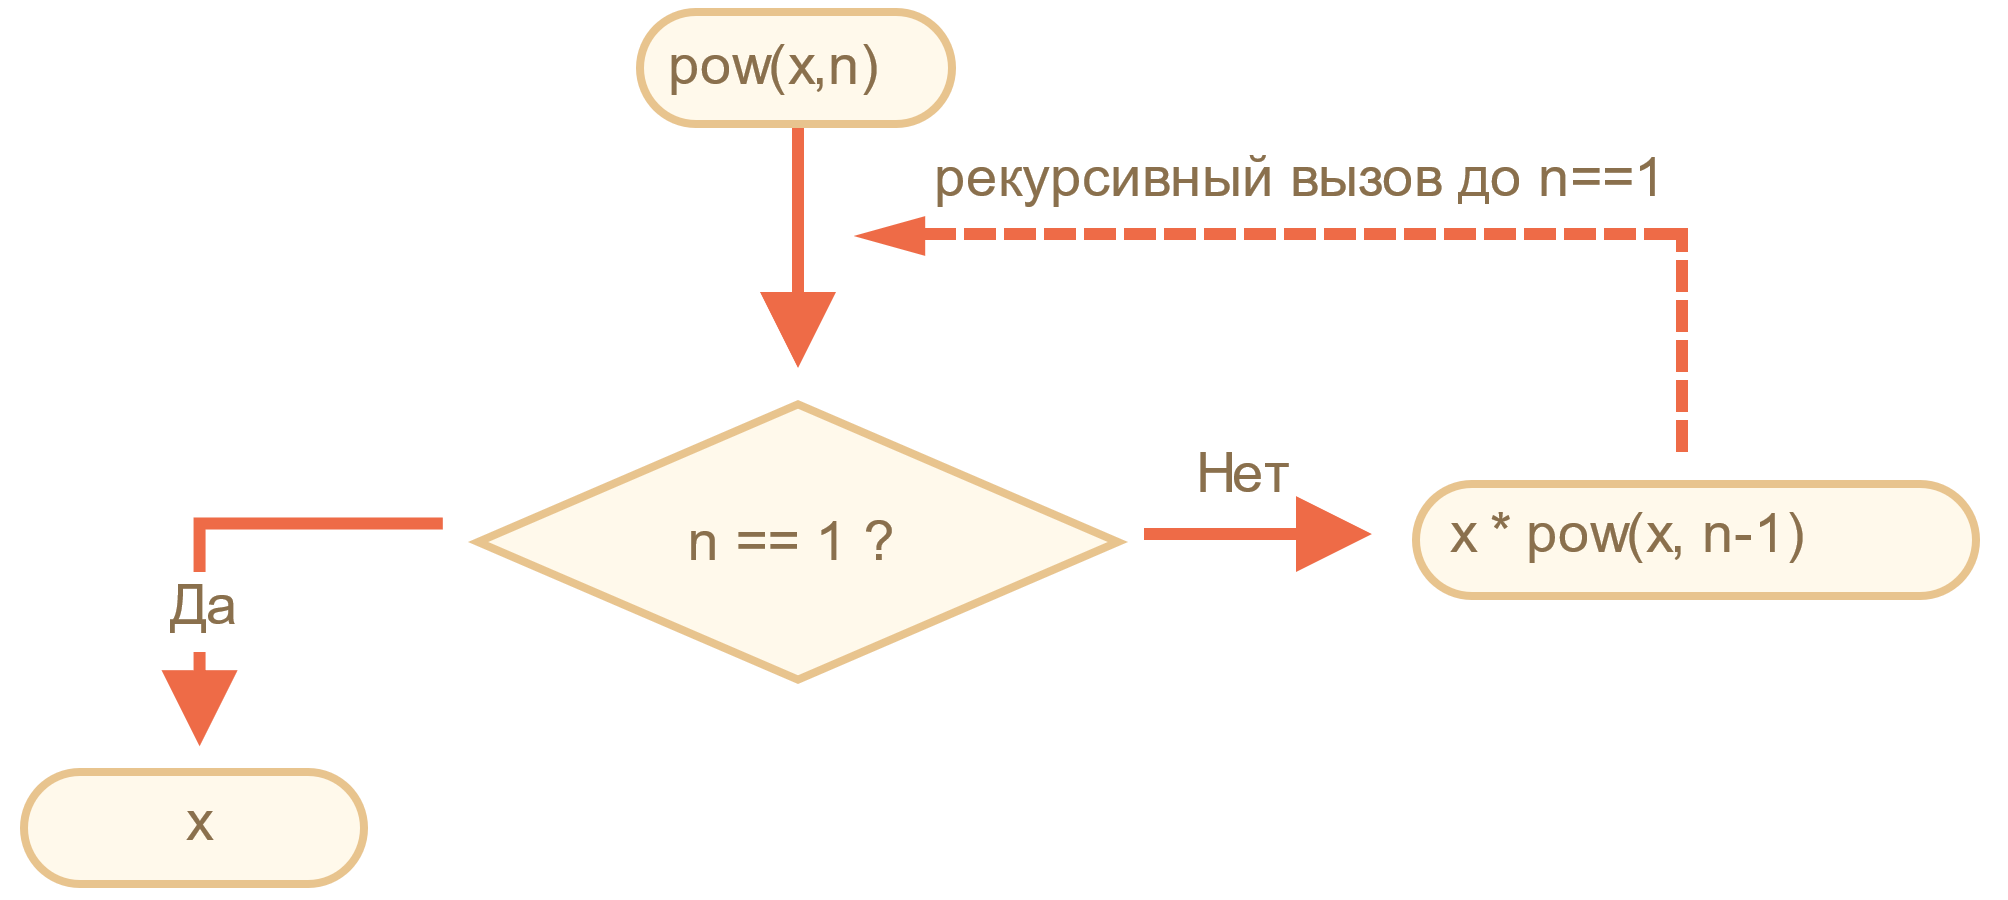 pow(x,n)
рекурсивный вызов до n==1
Нет
n == 1 ?
x * pow(x, n-1)
Да
x